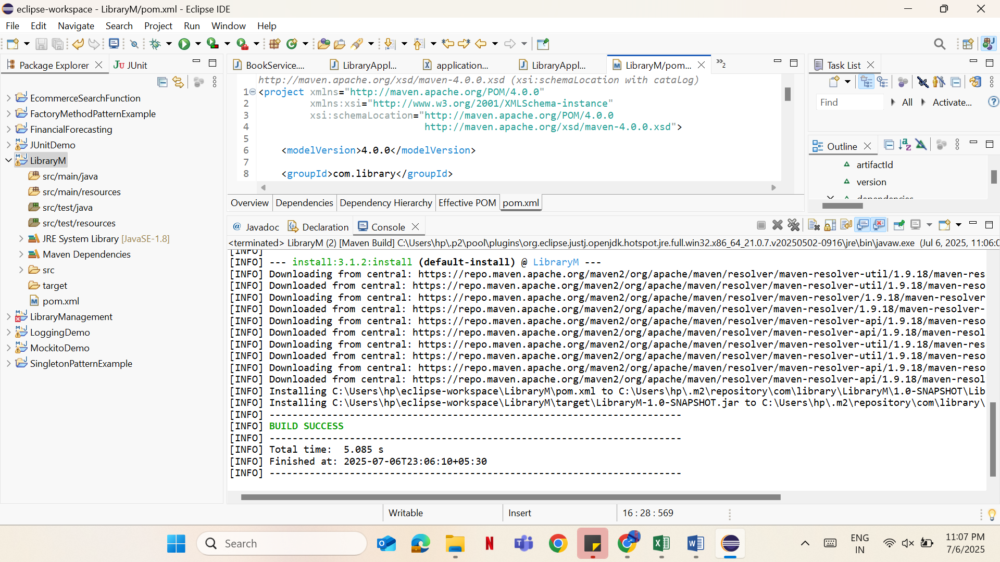 eclipse-workspace - LibraryM/pom.xml - Eclipse IDE
File Edit Navigate Search Project Run Window Help
Package Explorer
JUnit
EcommerceSearchFunction
FactoryMethodPatternExample
FinancialForecasting
JUnitDemo
LibraryM
src/main/java
src/main/resources
src/test/java
src/test/resources
JRE System Library [JavaSE-1.8]
Maven Dependencies
src
target
pom.xml
LibraryManagement
LoggingDemo
MockitoDemo
SingletonPatternExample
BookService.... LibraryAppl... application... LibraryAppl... LibraryM/pom... »2
http://maven.apache.org/xsd/maven-4.0.0.xsd (xsi:schemaLocation with catalog)
1 <project xmlns="http://maven.apache.org/POM/4.0.0"
2 xmlns:xsi="http://www.w3.org/2001/XMLSchema-instance"
3 xsi:schemaLocation="http://maven.apache.org/POM/4.0.0
4 http://maven.apache.org/xsd/maven-4.0.0.xsd">
5
6 <modelVersion>4.0.0</modelVersion>
7
8 <groupId>com.library</groupId>
Overview Dependencies Dependency Hierarchy Effective POM pom.xml
Task List
Find All Activate...
Outline
artifactId
version
dependencies
@ Javadoc Declaration Console
<terminated> LibraryM (2) [Maven Build] C:\Users\hp\.p2\pool\plugins\org.eclipse.justj.openjdk.hotspot.jre.full.win32.x86_64_21.0.7.v20250502-0916\jre\bin\javaw.exe (Jul 6, 2025, 11:06:0
[INFO]
[INFO] --- install:3.1.2:install (default-install) @ LibraryM ---
[INFO] Downloading from central: https://repo.maven.apache.org/maven2/org/apache/maven/resolver/maven-resolver-util/1.9.18/maven-res
[INFO] Downloaded from central: https://repo.maven.apache.org/maven2/org/apache/maven/resolver/maven-resolver-util/1.9.18/maven-reso
[INFO] Downloading from central: https://repo.maven.apache.org/maven2/org/apache/maven/resolver/maven-resolver/1.9.18/maven-resolver
[INFO] Downloaded from central: https://repo.maven.apache.org/maven2/org/apache/maven/resolver/maven-resolver/1.9.18/maven-resolver-
[INFO] Downloading from central: https://repo.maven.apache.org/maven2/org/apache/maven/resolver/maven-resolver-api/1.9.18/maven-reso
[INFO] Downloaded from central: https://repo.maven.apache.org/maven2/org/apache/maven/resolver/maven-resolver-api/1.9.18/maven-resol
[INFO] Downloading from central: https://repo.maven.apache.org/maven2/org/apache/maven/resolver/maven-resolver-util/1.9.18/maven-res
[INFO] Downloaded from central: https://repo.maven.apache.org/maven2/org/apache/maven/resolver/maven-resolver-util/1.9.18/maven-reso
[INFO] Downloading from central: https://repo.maven.apache.org/maven2/org/apache/maven/resolver/maven-resolver-api/1.9.18/maven-reso
[INFO] Downloaded from central: https://repo.maven.apache.org/maven2/org/apache/maven/resolver/maven-resolver-api/1.9.18/maven-resol
[INFO] Installing C:\Users\hp\eclipse-workspace\LibraryM\pom.xml to C:\Users\hp\.m2\repository\com\library\LibraryM\1.0-SNAPSHOT\Lib
[INFO] Installing C:\Users\hp\eclipse-workspace\LibraryM\target\LibraryM-1.0-SNAPSHOT.jar to C:\Users\hp\.m2\repository\com\library\
[INFO] ------------------------------------------------------------------------
[INFO] BUILD SUCCESS
[INFO] ------------------------------------------------------------------------
[INFO] Total time:  5.085 s
[INFO] Finished at: 2025-07-06T23:06:10+05:30
[INFO] ------------------------------------------------------------------------
Writable Insert 16 : 28 : 569
Search
ENG
IN
11:07 PM
7/6/2025